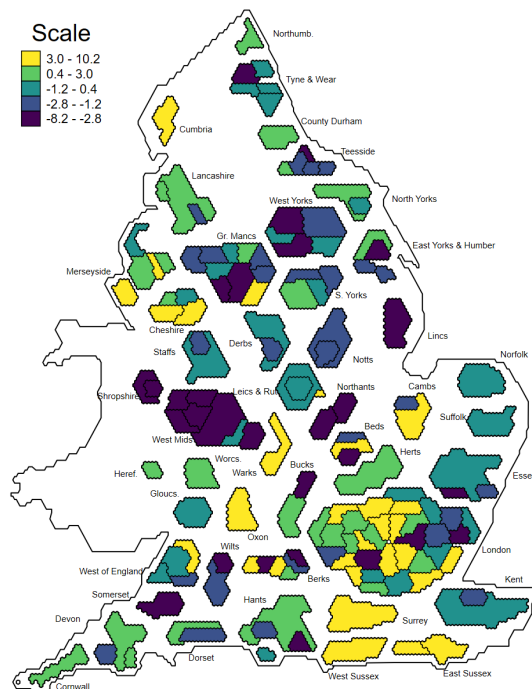 Scale
3.0 - 10.2
0.4 - 3.0
-1.2 - 0.4
-2.8 - -1.2
-8.2 - -2.8
Northumb.
Tyne & Wear
Cumbria
County Durham
Teesside
Lancashire
North Yorks
West Yorks
Gr. Mancs
East Yorks & Humber
Merseyside
S. Yorks
Cheshire
Lincs
Staffs
Derbs
Notts
Norfolk
Shropshire
Leics & Rut
Northants
Cambs
Suffolk
West Mids
Beds
Worcs.
Warks
Bucks
Herts
Heref.
Esse
Gloucs.
Oxon
London
Wilts
West of England
Berks
Kent
Somerset
Hants
Surrey
Devon
Dorset
West Sussex
East Sussex
Cornwall